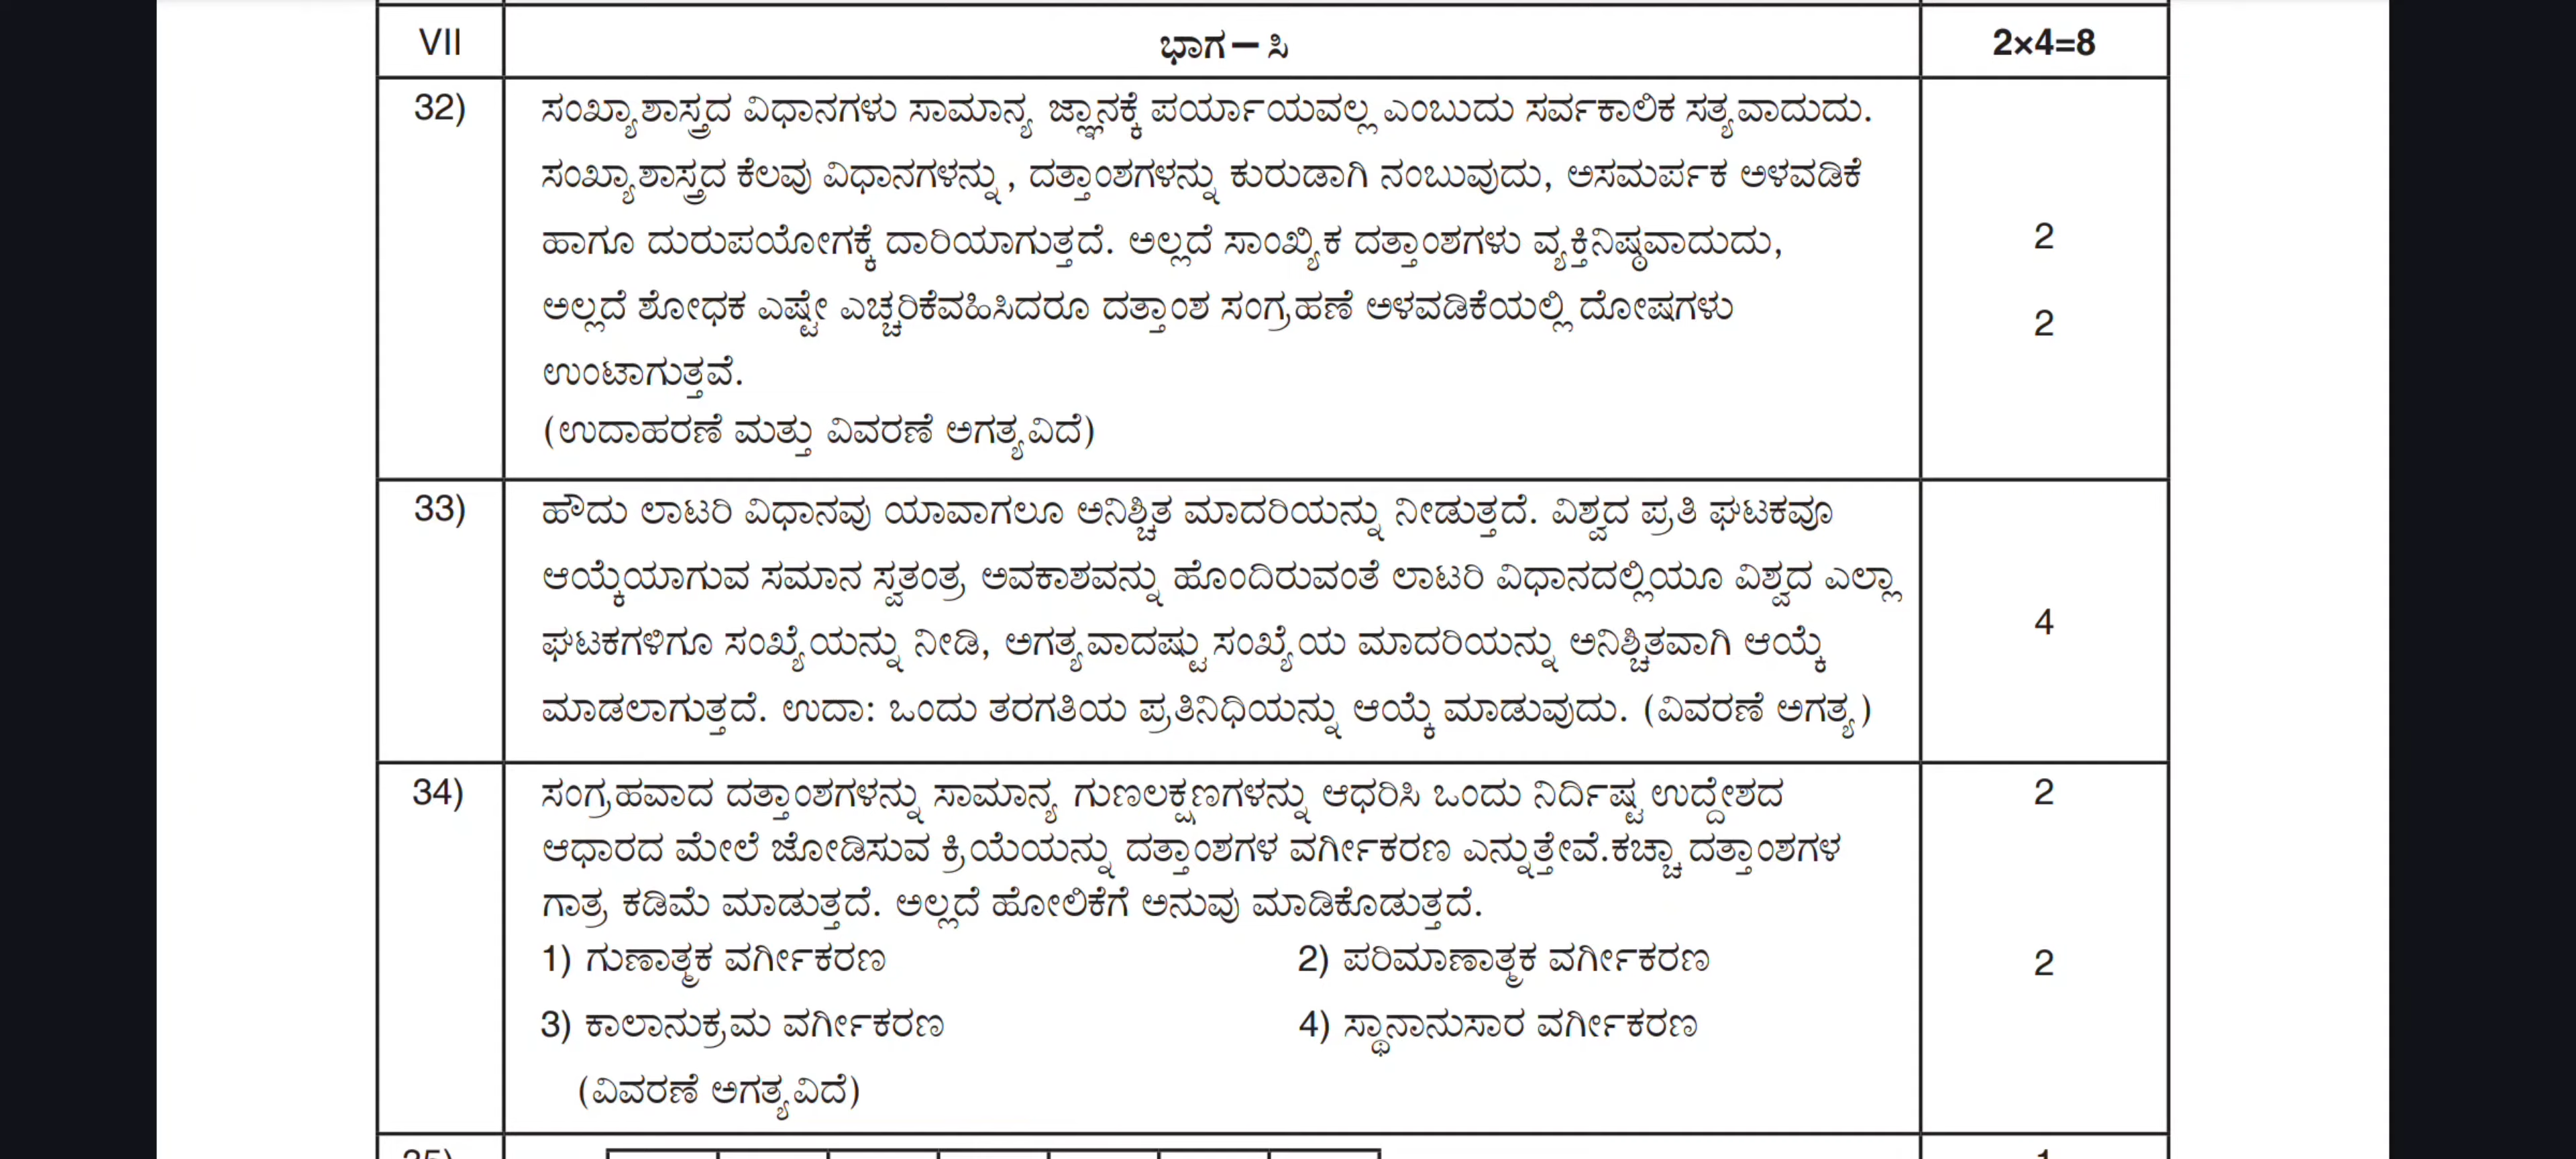 VII ಭಾಗ – ಸಿ 2×4=8
32) ಸಂಖ್ಯಾಶಾಸ್ತ್ರದ ವಿಧಾನಗಳು ಸಾಮಾನ್ಯ ಜ್ಞಾನಕ್ಕೆ ಪರ್ಯಾಯವಲ್ಲ ಎಂಬುದು ಸರ್ವಕಾಲಿಕ ಸತ್ಯವಾದುದು.
ಸಂಖ್ಯಾಶಾಸ್ತ್ರದ ಕೆಲವು ವಿಧಾನಗಳನ್ನು, ದತ್ತಾಂಶಗಳನ್ನು ಕುರುಡಾಗಿ ನಂಬುವುದು, ಅಸಮರ್ಪಕ ಅಳವಡಿಕೆ
ಹಾಗೂ ದುರುಪಯೋಗಕ್ಕೆ ದಾರಿಯಾಗುತ್ತದೆ. ಅಲ್ಲದೆ ಸಾಂಖ್ಯಿಕ ದತ್ತಾಂಶಗಳು ವ್ಯಕ್ತಿನಿಷ್ಠವಾದುದು, 2
ಅಲ್ಲದೆ ಶೋಧಕ ಎಷ್ಟೇ ಎಚ್ಚರಿಕೆವಹಿಸಿದರೂ ದತ್ತಾಂಶ ಸಂಗ್ರಹಣೆ ಅಳವಡಿಕೆಯಲ್ಲಿ ದೋಷಗಳು 2
ಉಂಟಾಗುತ್ತವೆ.
(ಉದಾಹರಣೆ ಮತ್ತು ವಿವರಣೆ ಅಗತ್ಯವಿದೆ)
33) ಹೌದು ಲಾಟರಿ ವಿಧಾನವು ಯಾವಾಗಲೂ ಅನಿಶ್ಚಿತ ಮಾದರಿಯನ್ನು ನೀಡುತ್ತದೆ. ವಿಶ್ವದ ಪ್ರತಿ ಘಟಕವೂ
ಆಯ್ಕೆಯಾಗುವ ಸಮಾನ ಸ್ವತಂತ್ರ ಅವಕಾಶವನ್ನು ಹೊಂದಿರುವಂತೆ ಲಾಟರಿ ವಿಧಾನದಲ್ಲಿಯೂ ವಿಶ್ವದ ಎಲ್ಲಾ
ಘಟಕಗಳಿಗೂ ಸಂಖ್ಯೆಯನ್ನು ನೀಡಿ, ಅಗತ್ಯವಾದಷ್ಟು ಸಂಖ್ಯೆಯ ಮಾದರಿಯನ್ನು ಅನಿಶ್ಚಿತವಾಗಿ ಆಯ್ಕೆ 4
ಮಾಡಲಾಗುತ್ತದೆ. ಉದಾ: ಒಂದು ತರಗತಿಯ ಪ್ರತಿನಿಧಿಯನ್ನು ಆಯ್ಕೆ ಮಾಡುವುದು. (ವಿವರಣೆ ಅಗತ್ಯ)
34) ಸಂಗ್ರಹವಾದ ದತ್ತಾಂಶಗಳನ್ನು ಸಾಮಾನ್ಯ ಗುಣಲಕ್ಷಣಗಳನ್ನು ಆಧರಿಸಿ ಒಂದು ನಿರ್ದಿಷ್ಟ ಉದ್ದೇಶದ 2
ಆಧಾರದ ಮೇಲೆ ಜೋಡಿಸುವ ಕ್ರಿಯೆಯನ್ನು ದತ್ತಾಂಶಗಳ ವರ್ಗೀಕರಣ ಎನ್ನುತ್ತೇವೆ.ಕಚ್ಚಾ ದತ್ತಾಂಶಗಳ
ಗಾತ್ರ ಕಡಿಮೆ ಮಾಡುತ್ತದೆ. ಅಲ್ಲದೆ ಹೋಲಿಕೆಗೆ ಅನುವು ಮಾಡಿಕೊಡುತ್ತದೆ.
1) ಗುಣಾತ್ಮಕ ವರ್ಗೀಕರಣ 2) ಪರಿಮಾಣಾತ್ಮಕ ವರ್ಗೀಕರಣ 2
3) ಕಾಲಾನುಕ್ರಮ ವರ್ಗೀಕರಣ 4) ಸ್ಥಾನಾನುಸಾರ ವರ್ಗೀಕರಣ
(ವಿವರಣೆ ಅಗತ್ಯವಿದೆ)